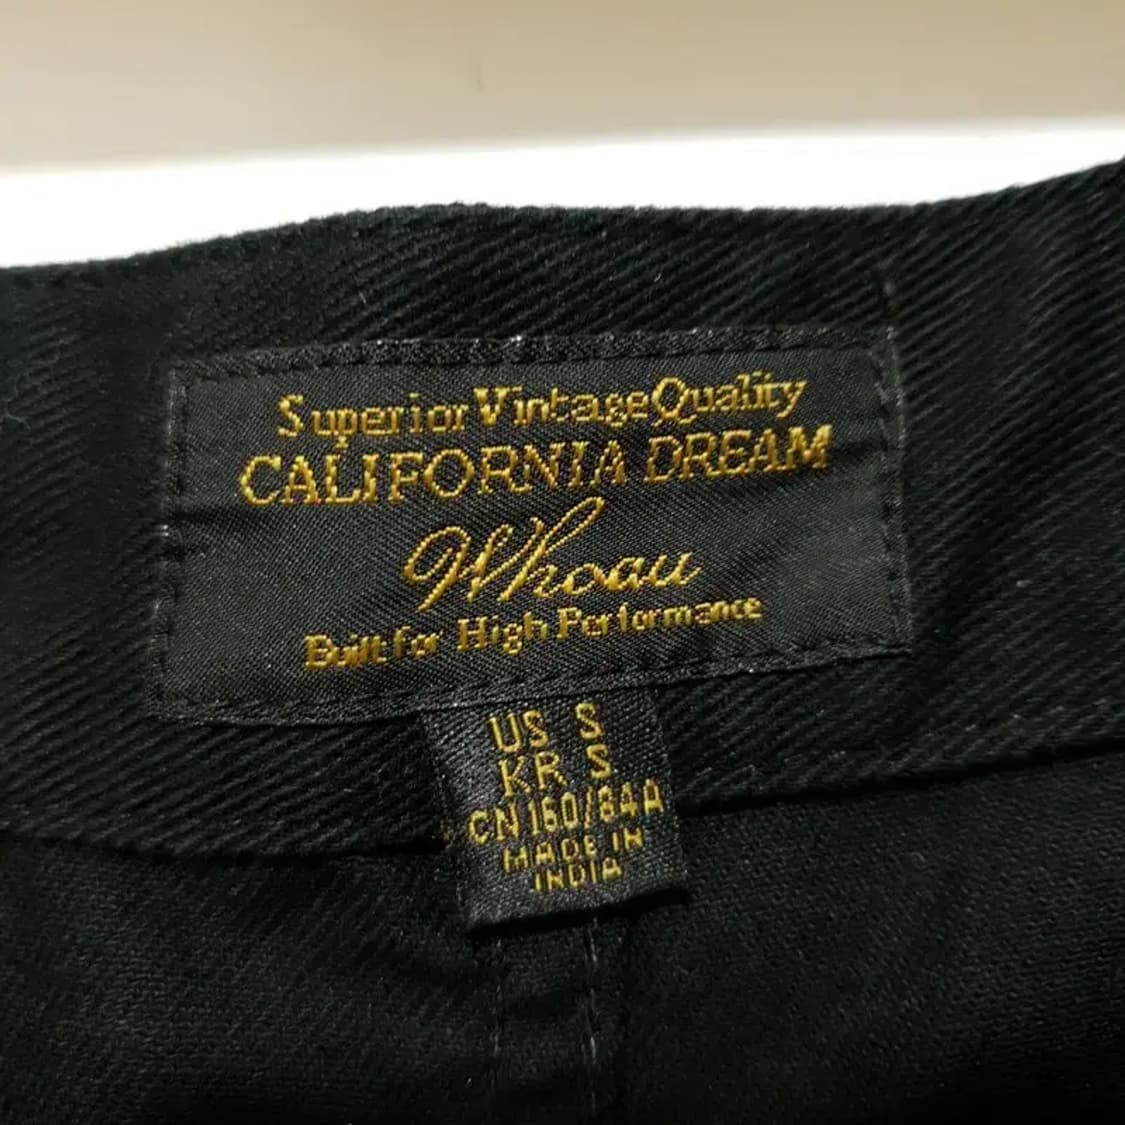 Superior Vintage Quality
CALIFORNIA DREAM
Whoau
Built for High Performance
US S
KR S
CN 160/84A
MADE IN
INDIA